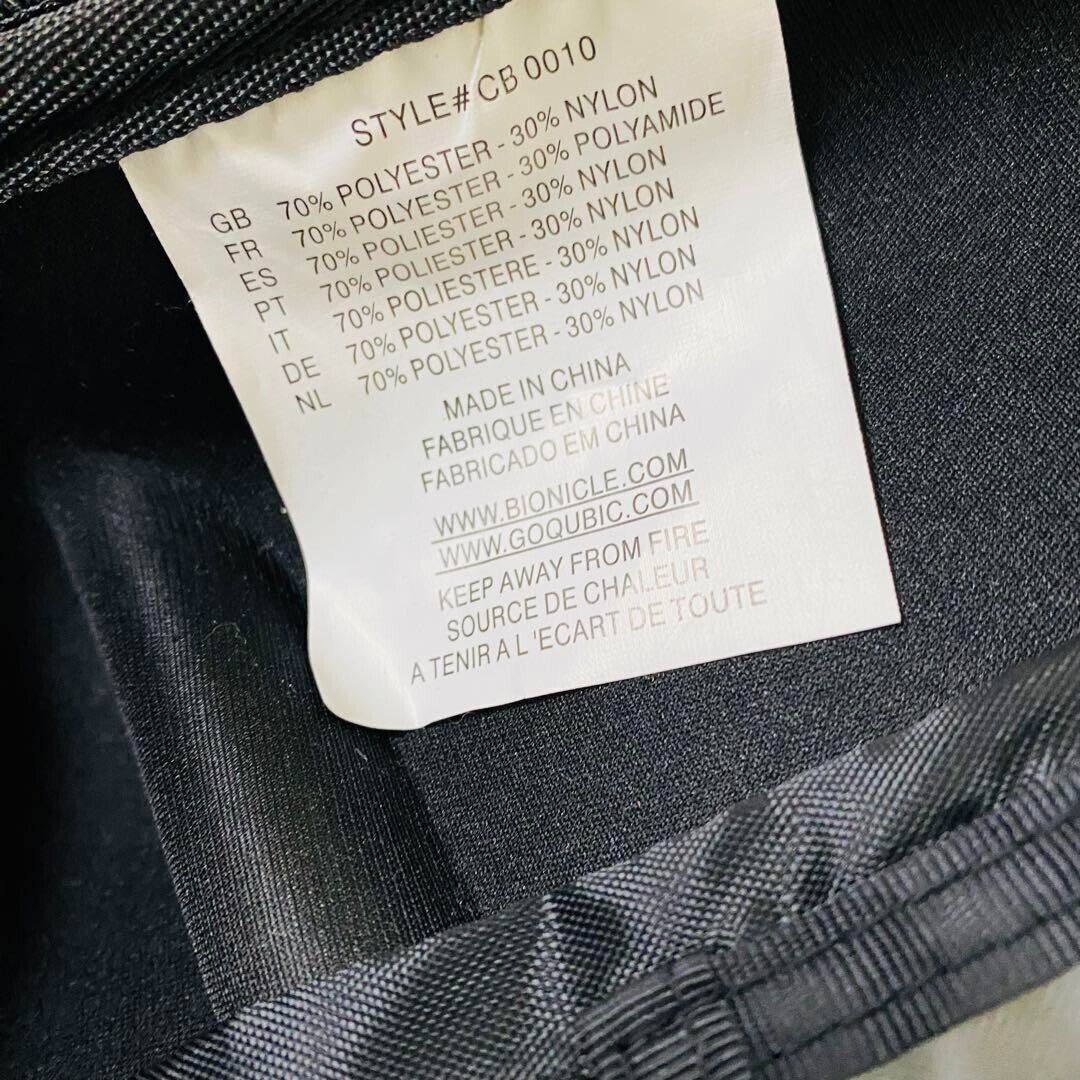 STYLE# CB 0010
GB 70% POLYESTER - 30% NYLON
FR 70% POLYESTER - 30% POLYAMIDE
ES 70% POLIESTER - 30% NYLON
PT 70% POLIESTER - 30% NYLON
IT 70% POLIESTERE - 30% NYLON
DE 70% POLYESTER - 30% NYLON
NL 70% POLYESTER - 30% NYLON
MADE IN CHINA
FABRIQUE EN CHINE
FABRICADO EM CHINA
WWW.BIONICLE.COM
WWW.GOQUBIC.COM
KEEP AWAY FROM FIRE
SOURCE DE CHALEUR
A TENIR A L 'ECART DE TOUTE